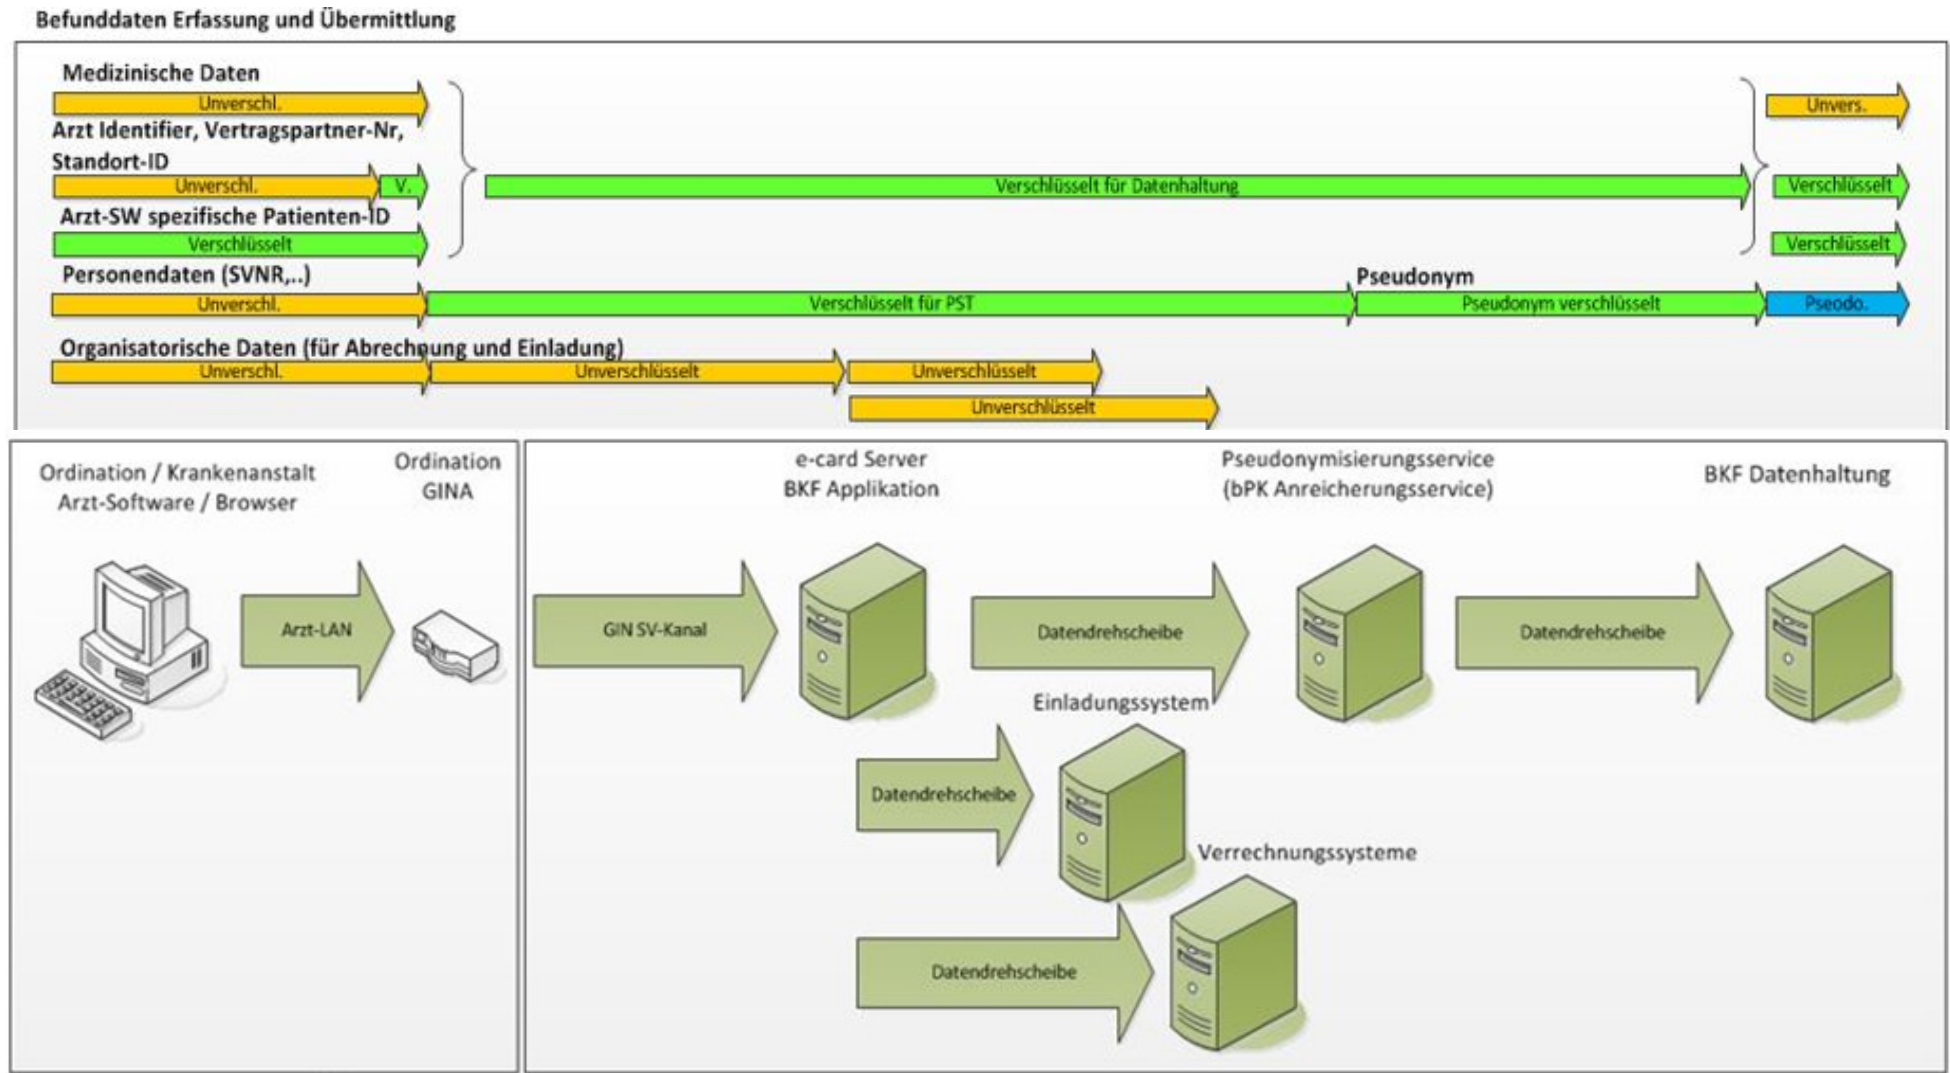 Befunddaten Erfassung und Übermittlung
Medizinische Daten
Unverschl.
Unvers.
Arzt Identifier, Vertragspartner-Nr,
Standort-ID
Unverschl.
V.
Verschlüsselt für Datenhaltung
Verschlüsselt
Arzt-SW spezifische Patienten-ID
Verschlüsselt
Verschlüsselt
Personendaten (SVNR,..)
Pseudonym
Unverschl.
Verschlüsselt für PST
Pseudonym verschlüsselt
Pseodo.
Organisatorische Daten (für Abrechnung und Einladung)
Unverschl.
Unverschlüsselt
Unverschlüsselt
Unverschlüsselt
Ordination / Krankenanstalt
Arzt-Software / Browser
Ordination
GINA
e-card Server
BKF Applikation
Pseudonymisierungsservice
(bPK Anreicherungsservice)
BKF Datenhaltung
Arzt-LAN
GIN SV-Kanal
Datendrehscheibe
Datendrehscheibe
Einladungssystem
Datendrehscheibe
Verrechnungssysteme
Datendrehscheibe